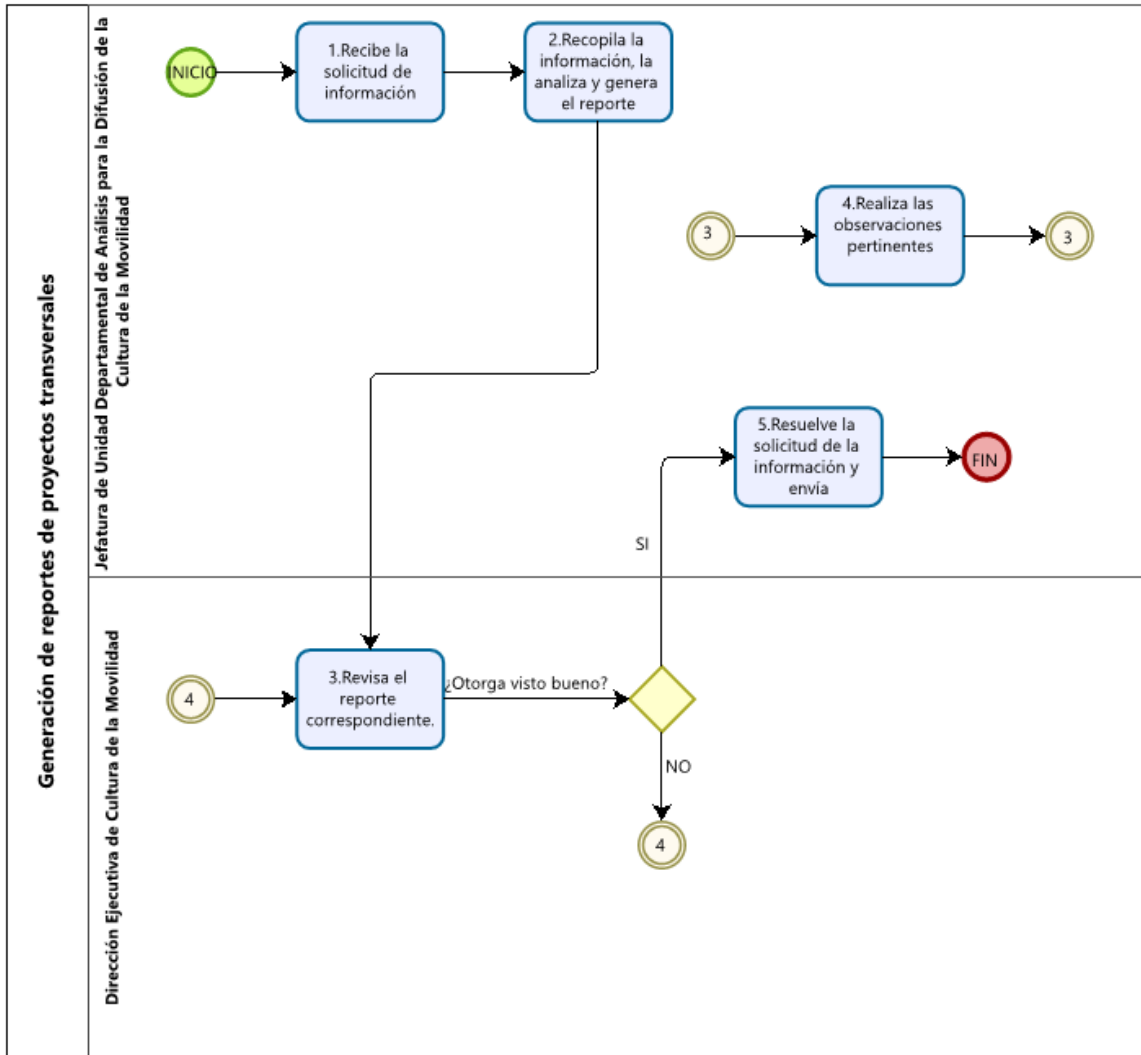 Generación de reportes de proyectos transversales
Jefatura de Unidad Departamental de Análisis para la Difusión de la
Cultura de la Movilidad
INICIO
1.Recibe la
solicitud de
información
2.Recopila la
información, la
analiza y genera
el reporte
3
4.Realiza las
observaciones
pertinentes
3
5.Resuelve la
solicitud de la
información y
envía
FIN
SI
Dirección Ejecutiva de Cultura de la Movilidad
4
3.Revisa el
reporte
correspondiente.
¿Otorga visto bueno?
NO
4